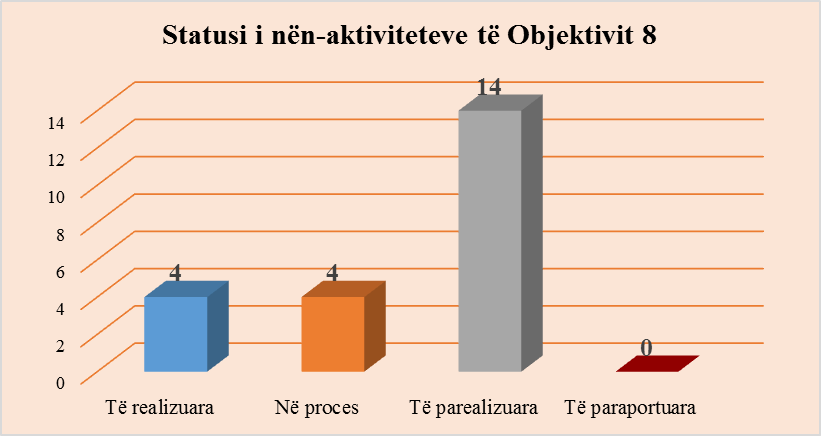 Statusi i nën-aktiviteteve të Objektivit 8
14
12
10
8
6
4
2
0
4
4
14
0
Të realizuara
Në proces
Të parealizuara
Të paraportuara